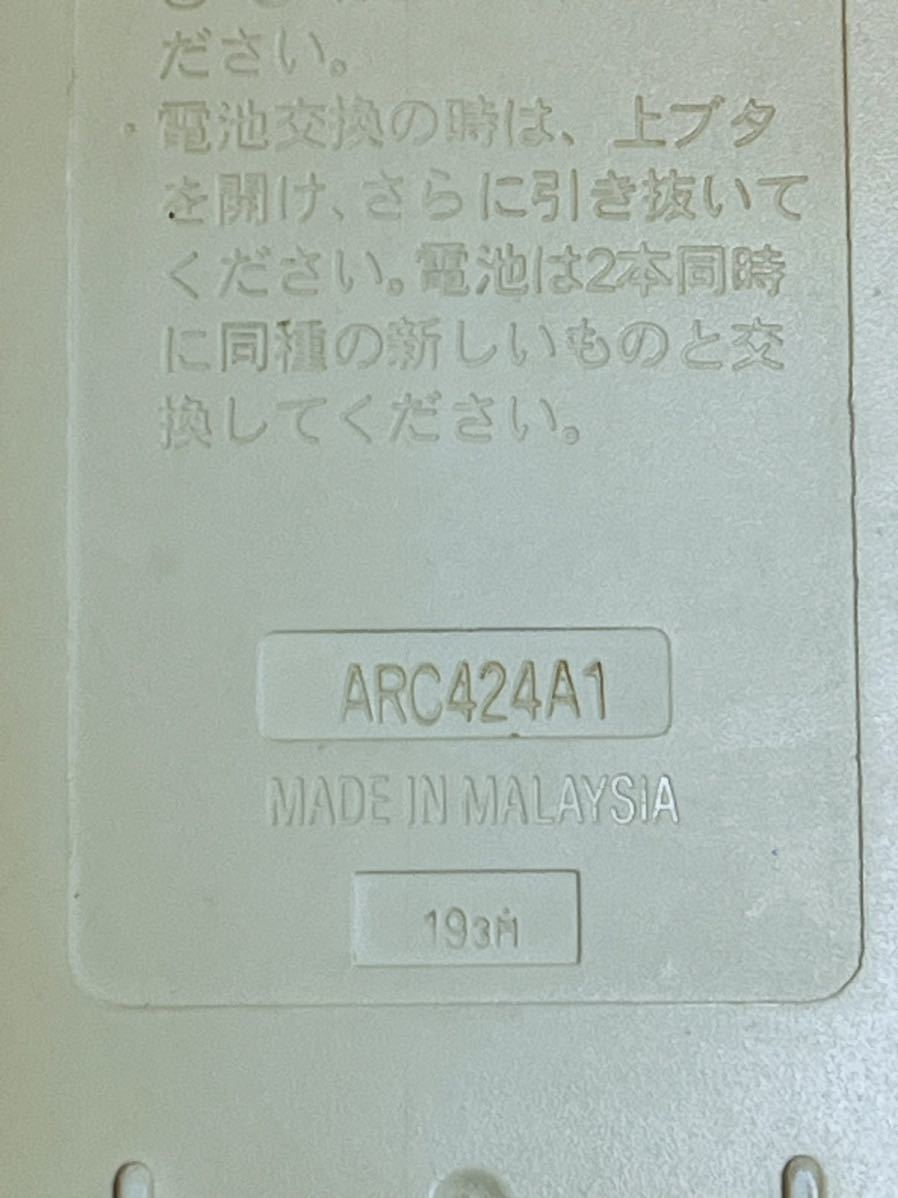 ださい。
・電池交換の時は、上ブタ
を開け、さらに引き抜いて
ください。電池は2本同時
に同種の新しいものと交
換してください。
ARC424A1
MADE IN MALAYSIA
193